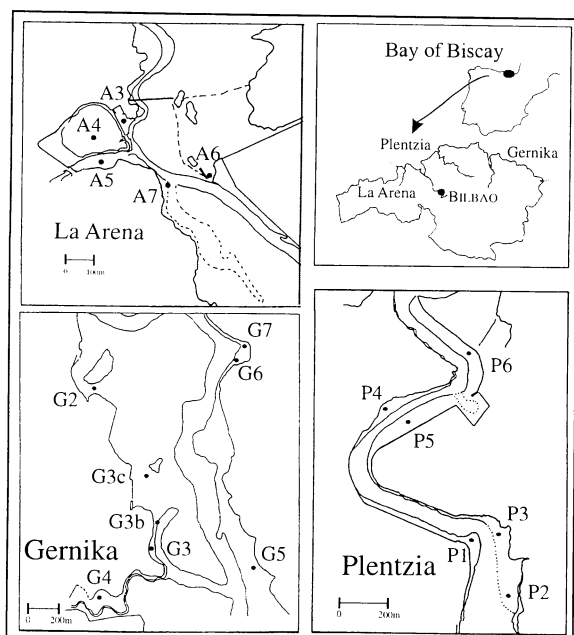 A3
A4
A5
A6
A7
La Arena
0 100m
Bay of Biscay
Plentzia
Gernika
La Arena
BILBAO
G7
G6
G2
G3c
G3b
Gernika
G3
G4
G5
0 200m
P6
P4
P5
P3
P1
Plentzia
P2
0 200m